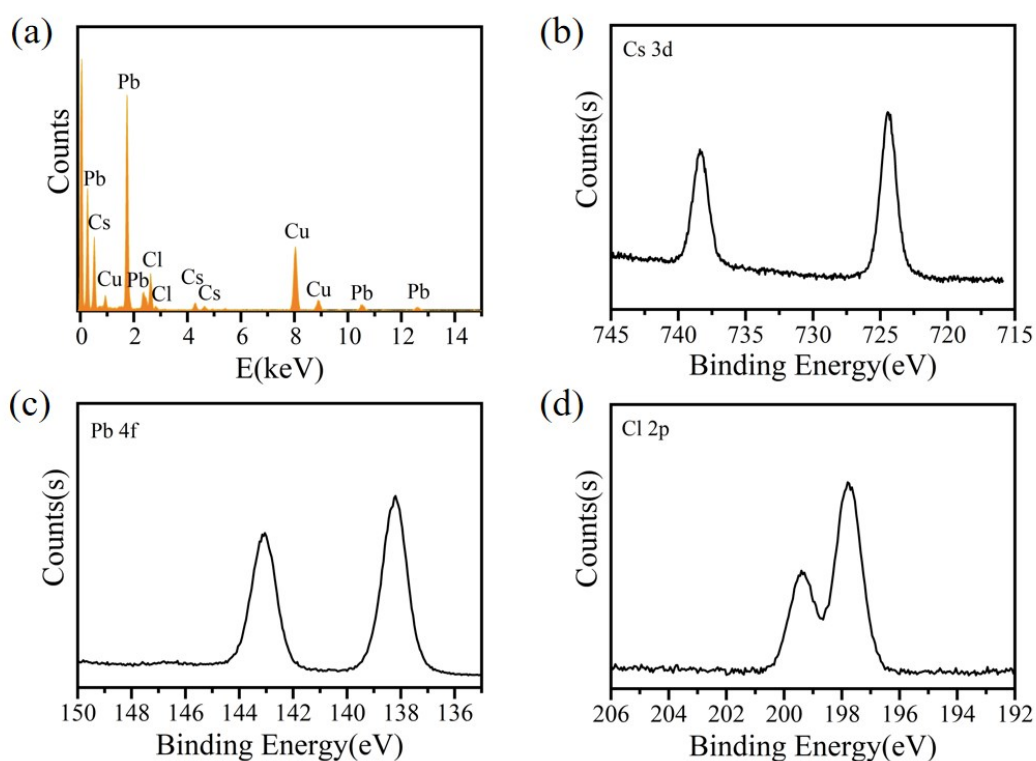 (a)
Counts
Pb
Pb
Cs
Cu
Pb
Cl
Cl
Cs
Cs
Cu
Cu
Pb
Pb
0 2 4 6 8 10 12 14
E(keV)
(b)
Cs 3d
Counts(s)
745 740 735 730 725 720 715
Binding Energy(eV)
(c)
Pb 4f
Counts(s)
150 148 146 144 142 140 138 136
Binding Energy(eV)
(d)
Cl 2p
Counts(s)
206 204 202 200 198 196 194 192
Binding Energy(eV)